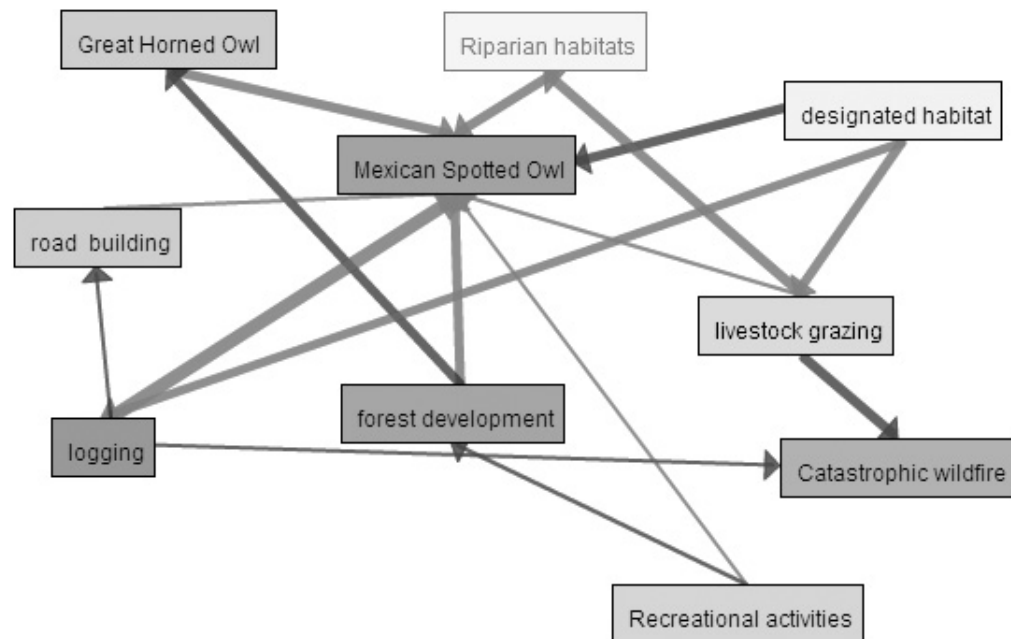 Great Horned Owl
Riparian habitats
designated habitat
Mexican Spotted Owl
road building
livestock grazing
forest development
logging
Catastrophic wildfire
Recreational activities